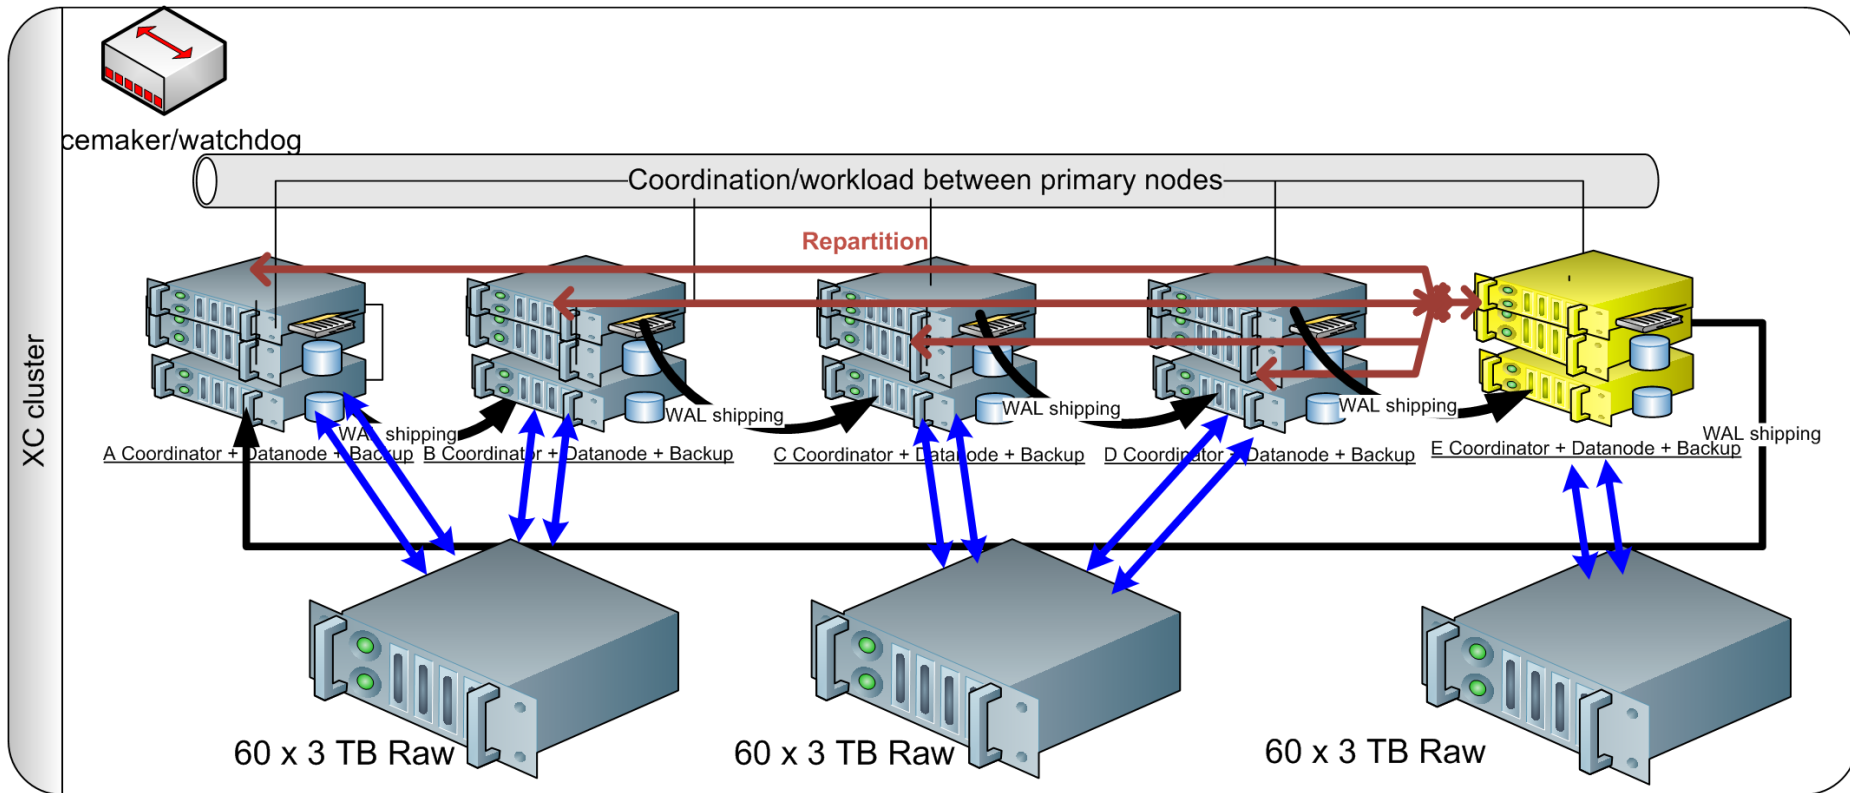 XC cluster
cemaker/watchdog
Coordination/workload between primary nodes
Repartition
WAL shipping
WAL shipping
WAL shipping
WAL shipping
WAL shipping
A Coordinator + Datanode + Backup
B Coordinator + Datanode + Backup
C Coordinator + Datanode + Backup
D Coordinator + Datanode + Backup
E Coordinator + Datanode + Backup
60 x 3 TB Raw
60 x 3 TB Raw
60 x 3 TB Raw